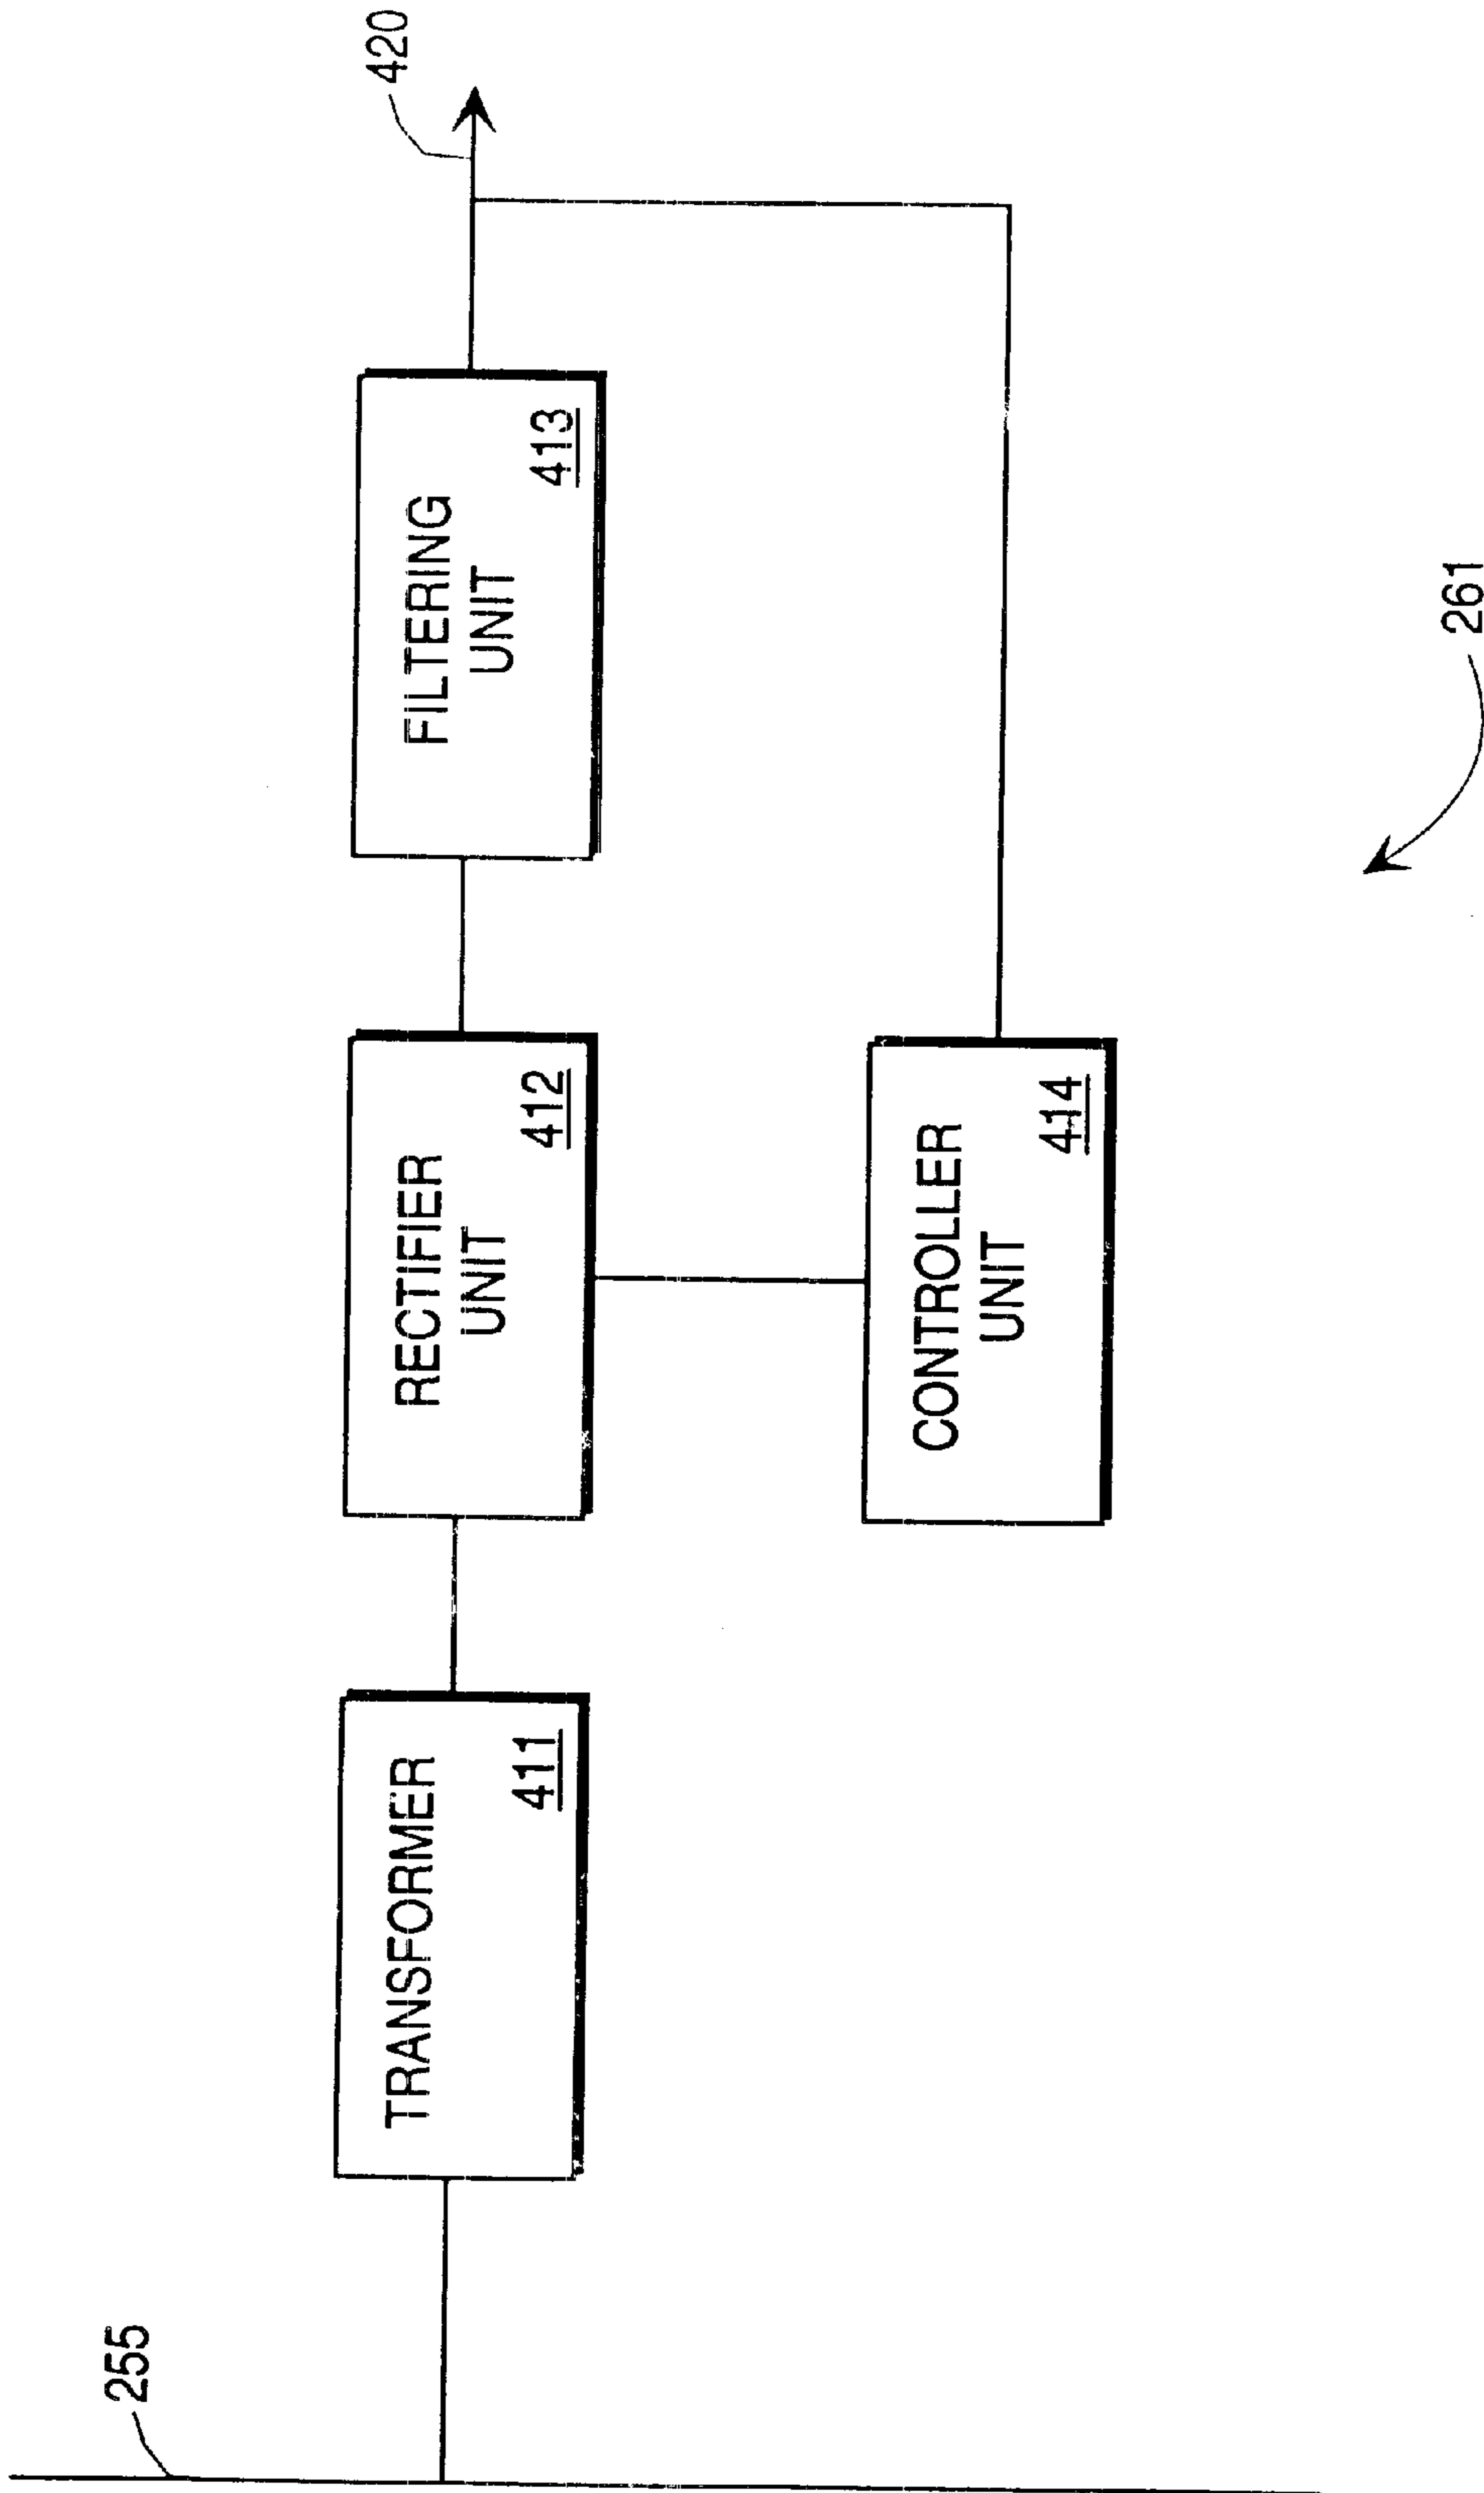 255
420
TRANSFORMER
411
RECTIFIER
UNIT
412
FILTERING
UNIT
413
CONTROLLER
UNIT
414
261